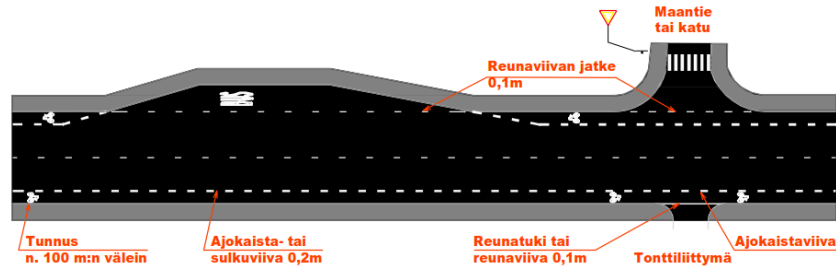 Maantie
tai katu
Reunaviivan jatke
0,1m
Tunnus
n. 100 m:n välein
Ajokaista- tai
sulkuviiva 0,2m
Reunatuki tai
reunaviiva 0,1m
Tonttiliittymä
Ajokaistaviiva